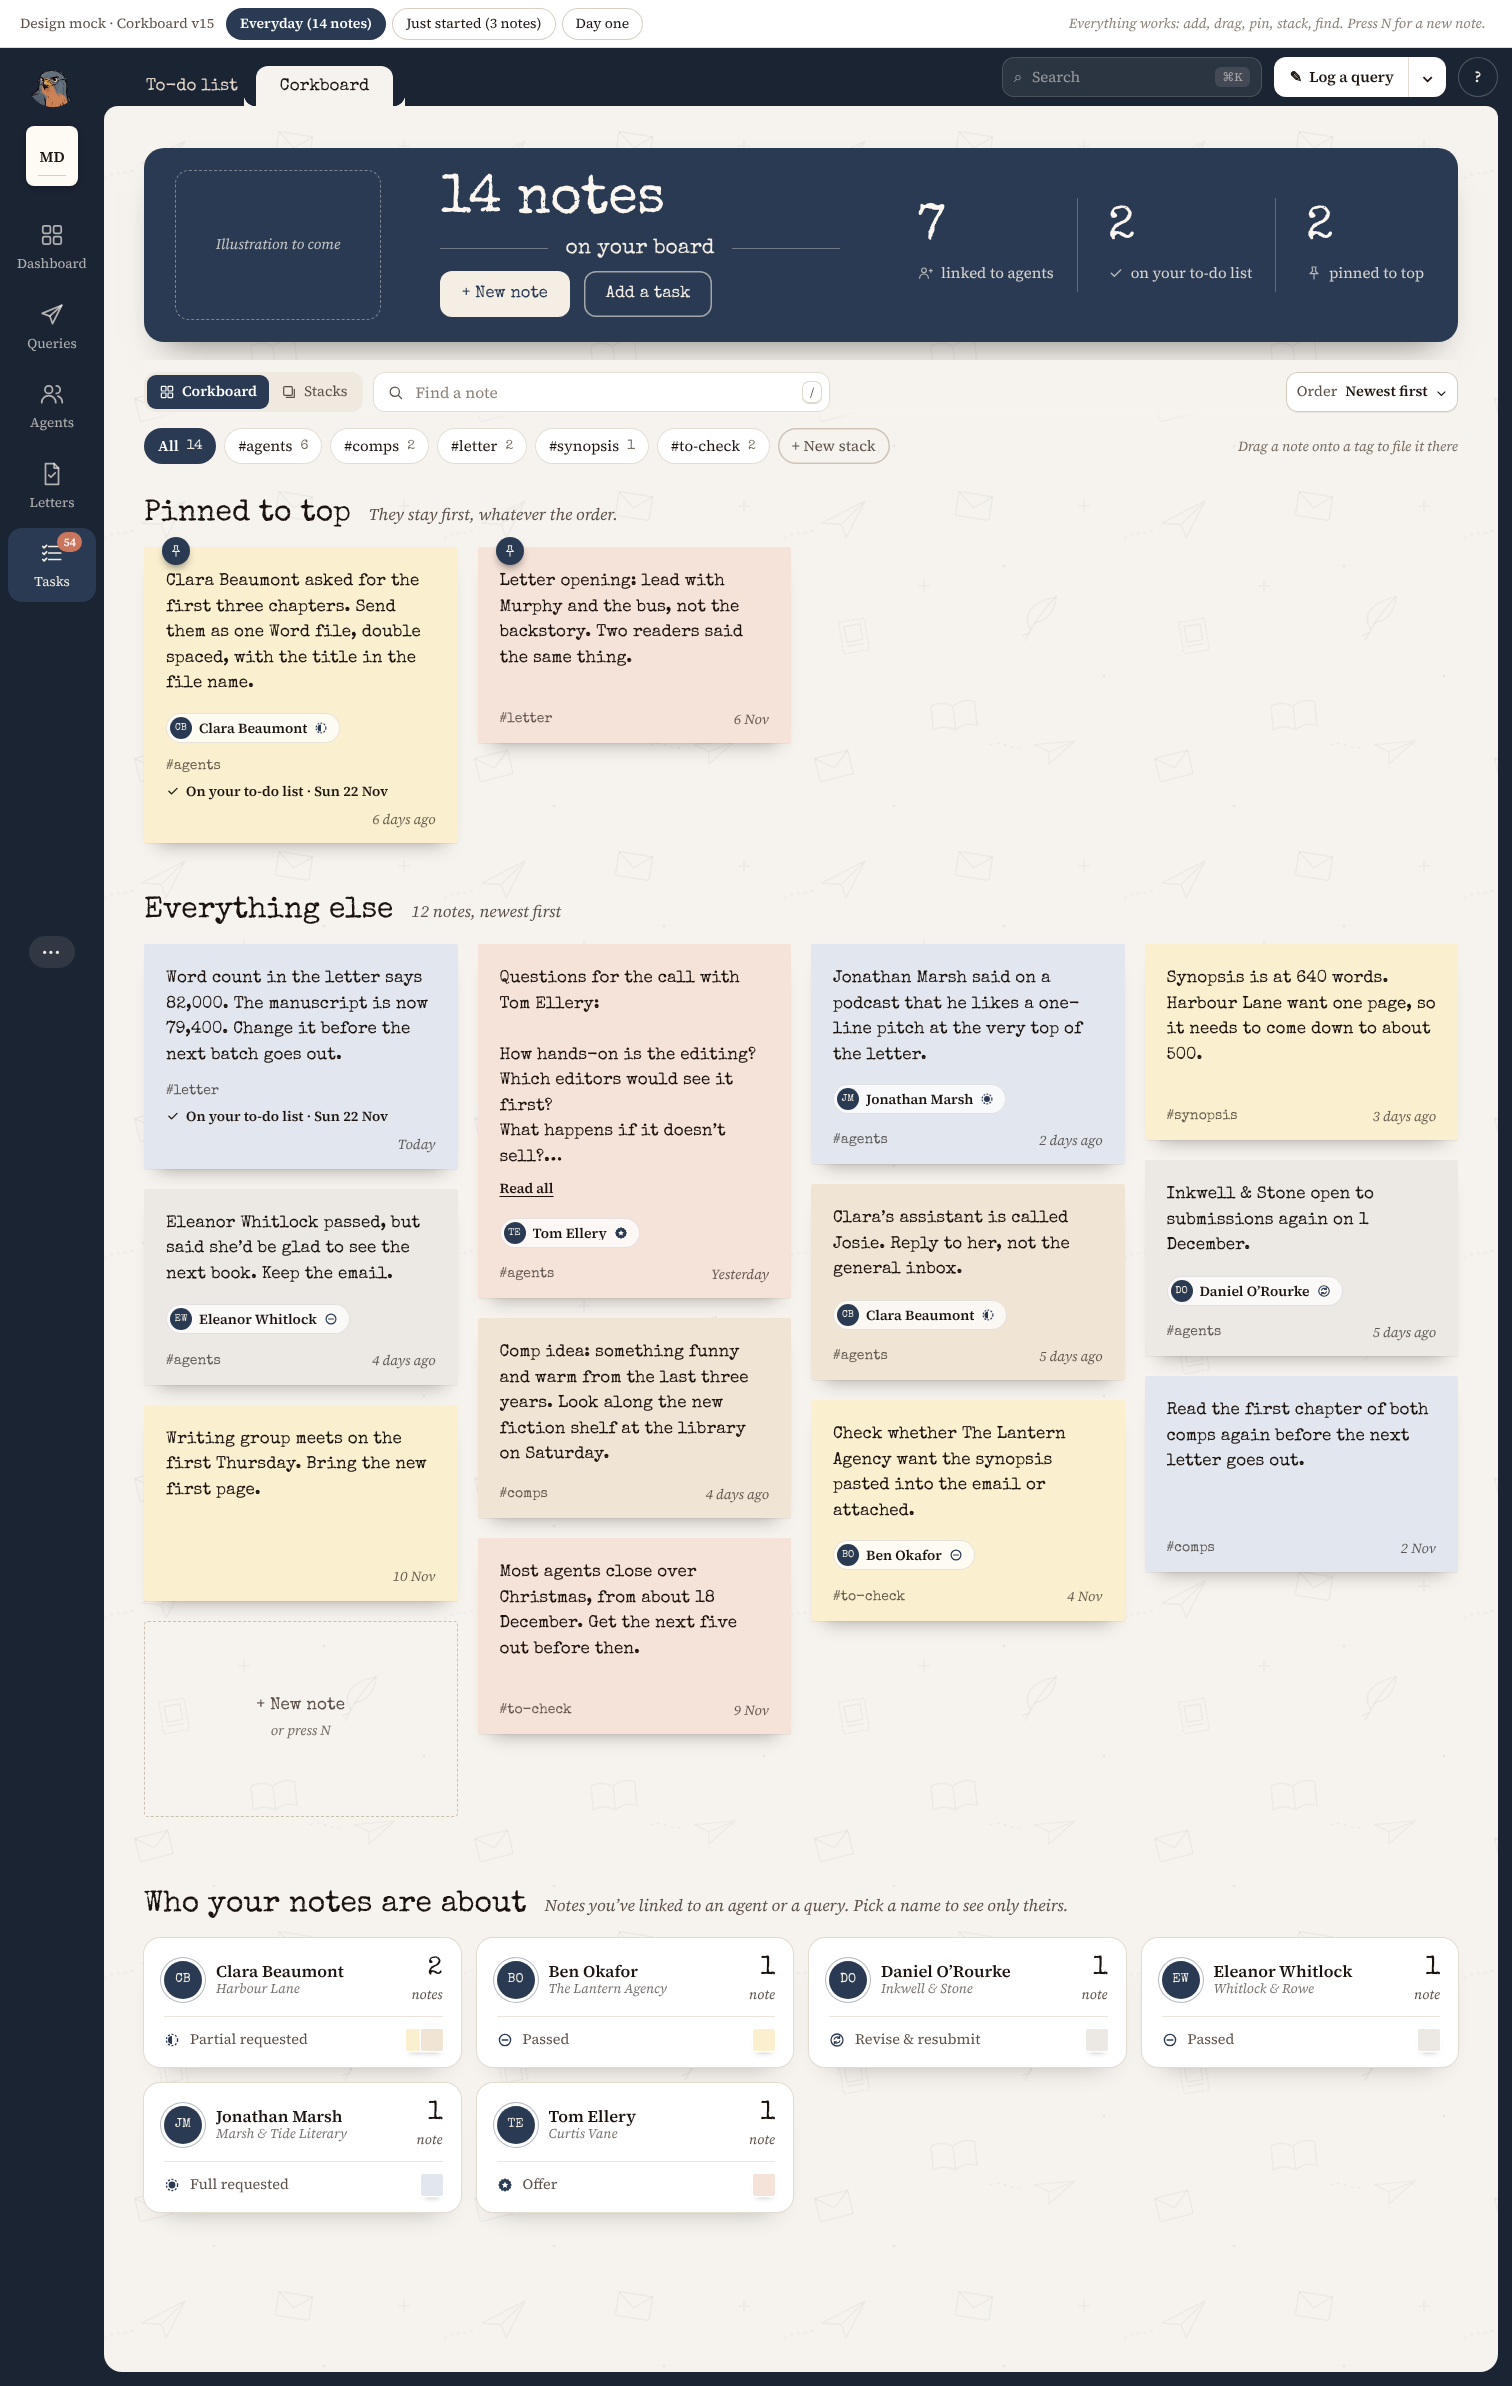 Design mock · Corkboard v15
Everyday (14 notes)
Just started (3 notes)
Day one
Everything works: add, drag, pin, stack, find. Press N for a new note.
To-do list
Corkboard
Search
⌘K
✎ Log a query
?
MD
Dashboard
Queries
Agents
Letters
54
Tasks
...
Illustration to come
14 notes
on your board
+ New note
Add a task
7
linked to agents
2
on your to-do list
2
pinned to top
Corkboard
Stacks
Find a note
/
Order Newest first
All 14
#agents 6
#comps 2
#letter 2
#synopsis 1
#to-check 2
+ New stack
Drag a note onto a tag to file it there
Pinned to top
They stay first, whatever the order.
Clara Beaumont asked for the
first three chapters. Send
them as one Word file, double
spaced, with the title in the
file name.
CB Clara Beaumont
#agents
On your to-do list · Sun 22 Nov
6 days ago
Letter opening: lead with
Murphy and the bus, not the
backstory. Two readers said
the same thing.
#letter
6 Nov
Everything else
12 notes, newest first
Word count in the letter says
82,000. The manuscript is now
79,400. Change it before the
next batch goes out.
#letter
On your to-do list · Sun 22 Nov
Today
Eleanor Whitlock passed, but
said she'd be glad to see the
next book. Keep the email.
EW Eleanor Whitlock
#agents
4 days ago
Writing group meets on the
first Thursday. Bring the new
first page.
10 Nov
+ New note
or press N
Questions for the call with
Tom Ellery:
How hands-on is the editing?
Which editors would see it
first?
What happens if it doesn't
sell?…
Read all
TE Tom Ellery
#agents
Yesterday
Comp idea: something funny
and warm from the last three
years. Look along the new
fiction shelf at the library
on Saturday.
#comps
4 days ago
Most agents close over
Christmas, from about 18
December. Get the next five
out before then.
#to-check
9 Nov
Jonathan Marsh said on a
podcast that he likes a one-
line pitch at the very top of
the letter.
JM Jonathan Marsh
#agents
2 days ago
Clara's assistant is called
Josie. Reply to her, not the
general inbox.
CB Clara Beaumont
#agents
5 days ago
Check whether The Lantern
Agency want the synopsis
pasted into the email or
attached.
BO Ben Okafor
#to-check
4 Nov
Synopsis is at 640 words.
Harbour Lane want one page, so
it needs to come down to about
500.
#synopsis
3 days ago
Inkwell & Stone open to
submissions again on 1
December.
DO Daniel O'Rourke
#agents
5 days ago
Read the first chapter of both
comps again before the next
letter goes out.
#comps
2 Nov
Who your notes are about
Notes you've linked to an agent or a query. Pick a name to see only theirs.
CB
Clara Beaumont
Harbour Lane
2
notes
Partial requested
BO
Ben Okafor
The Lantern Agency
1
note
Passed
DO
Daniel O'Rourke
Inkwell & Stone
1
note
Revise & resubmit
EW
Eleanor Whitlock
Whitlock & Rowe
1
note
Passed
JM
Jonathan Marsh
Marsh & Tide Literary
1
note
Full requested
TE
Tom Ellery
Curtis Vane
1
note
Offer